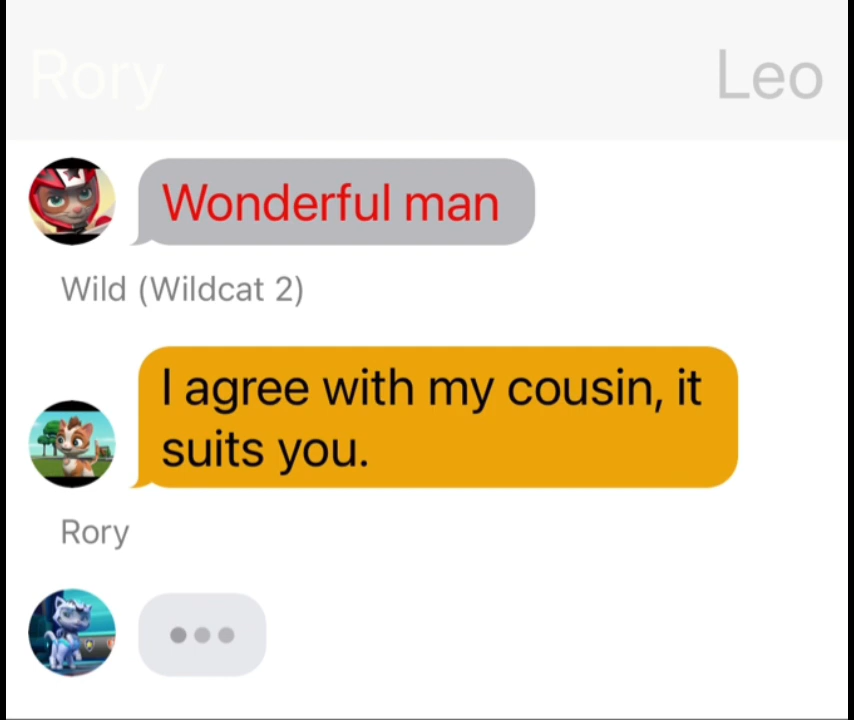 Rory
Leo
Wonderful man
Wild (Wildcat 2)
I agree with my cousin, it
suits you.
Rory